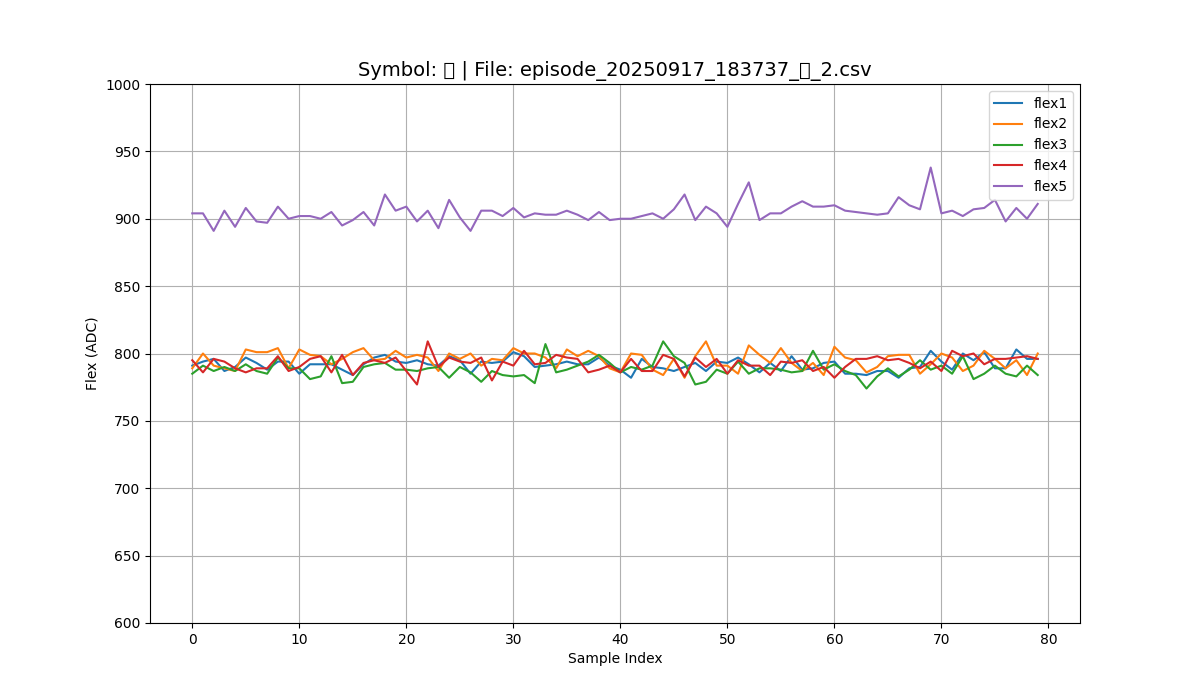 Symbol: ▯ | File: episode_20250917_183737_▯_2.csv
1000
950
900
850
800
750
700
650
600
Flex (ADC)
0 10 20 30 40 50 60 70 80
Sample Index
flex1
flex2
flex3
flex4
flex5